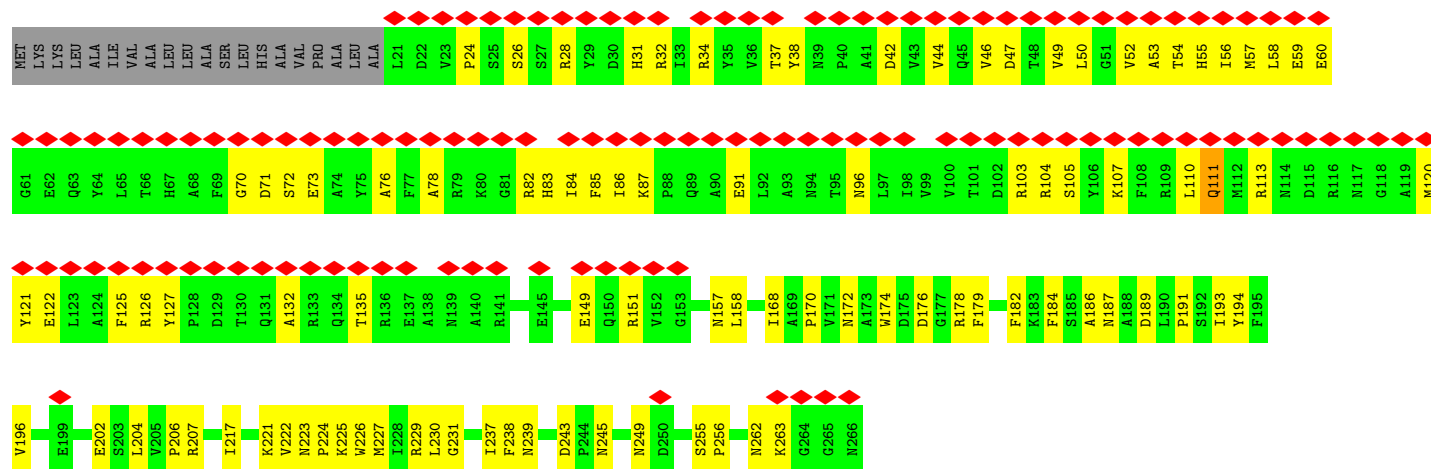 MET LYS LYS LEU ALA ILE VAL ALA LEU LEU ALA SER LEU HIS ALA VAL PRO ALA LEU ALA L21 D22 V23 P24 S25 S26 S27 R28 Y29 D30 H31 R32 I33 R34 Y35 V36 T37 Y38 N39 P40 A41 D42 V43 V44 Q45 V46 D47 T48 V49 L50 G51 V52 A53 T54 H55 I56 M57 L58 E59 E60
G61 E62 Q63 Y64 L65 T66 H67 A68 F69 G70 D71 S72 E73 A74 Y75 A76 F77 A78 R79 K80 G81 R82 H83 I84 F85 I86 K87 P88 Q89 A90 E91 L92 A93 N94 T95 N96 L97 I98 V99 V100 T101 D102 R103 R104 S105 Y106 K107 F108 R109 L110 Q111 M112 R113 N114 D115 R116 N117 G118 A119 M120
Y121 E122 L123 A124 F125 R126 Y127 P128 D129 T130 Q131 A132 R133 Q134 T135 R136 E137 A138 N139 A140 R141 E145 E149 Q150 R151 V152 G153 N157 L158 I168 A169 P170 V171 N172 A173 W174 D175 D176 G177 R178 F179 F182 K183 F184 S185 A186 N187 A188 D189 L190 P191 S192 I193 Y194 F195
V196 E199 E202 S203 L204 V205 P206 R207 I217 K221 V222 N223 P224 K225 W226 M227 I228 R229 L230 G231 I237 F238 N239 D243 P244 N245 N249 D250 S255 P256 N262 K263 G264 G265 N266